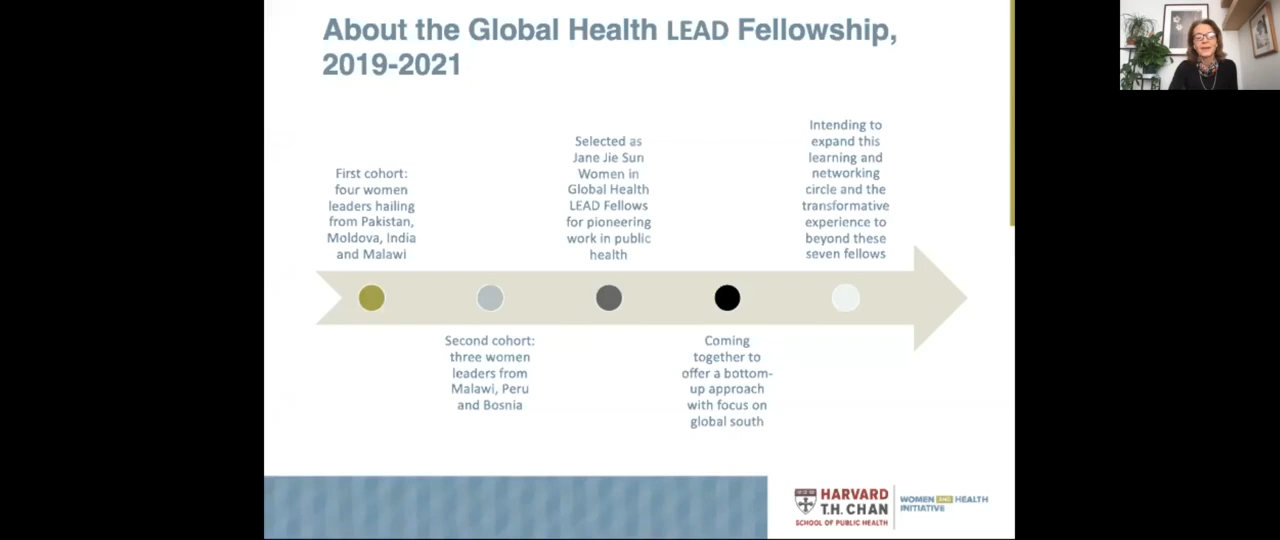 About the Global Health LEAD Fellowship,
2019-2021
First cohort:
four women
leaders hailing
from Pakistan,
Moldova, India
and Malawi
Second cohort:
three women
leaders from
Malawi, Peru
and Bosnia
Selected as
Jane Jie Sun
Women in
Global Health
LEAD Fellows
for pioneering
work in public
health
Coming
together to
offer a bottom-
up approach
with focus on
global south
Intending to
expand this
learning and
networking
circle and the
transformative
experience to
beyond these
seven fellows
HARVARD
T.H. CHAN
SCHOOL OF PUBLIC HEALTH
WOMEN AND HEALTH
INITIATIVE